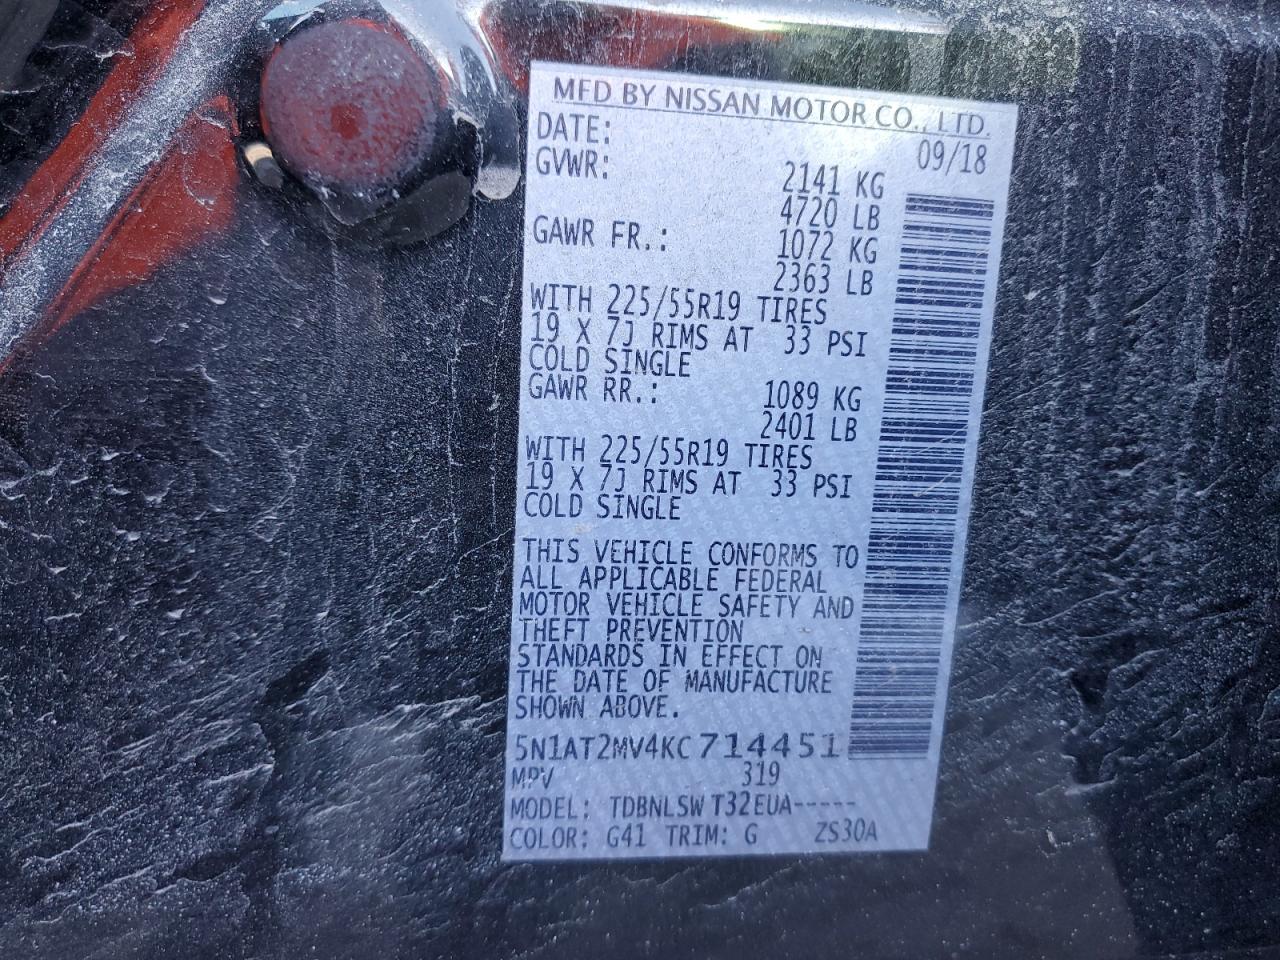 MFD BY NISSAN MOTOR CO., LTD.
DATE: 09/18
GVWR: 2141 KG
4720 LB
GAWR FR.: 1072 KG
2363 LB
WITH 225/55R19 TIRES
19 X 7J RIMS AT 33 PSI
COLD SINGLE
GAWR RR.: 1089 KG
2401 LB
WITH 225/55R19 TIRES
19 X 7J RIMS AT 33 PSI
COLD SINGLE
THIS VEHICLE CONFORMS TO
ALL APPLICABLE FEDERAL
MOTOR VEHICLE SAFETY AND
THEFT PREVENTION
STANDARDS IN EFFECT ON
THE DATE OF MANUFACTURE
SHOWN ABOVE.
5N1AT2MV4KC714451
MPV 319
MODEL: TDBNLSW T32EUA-----
COLOR: G41 TRIM: G ZS30A